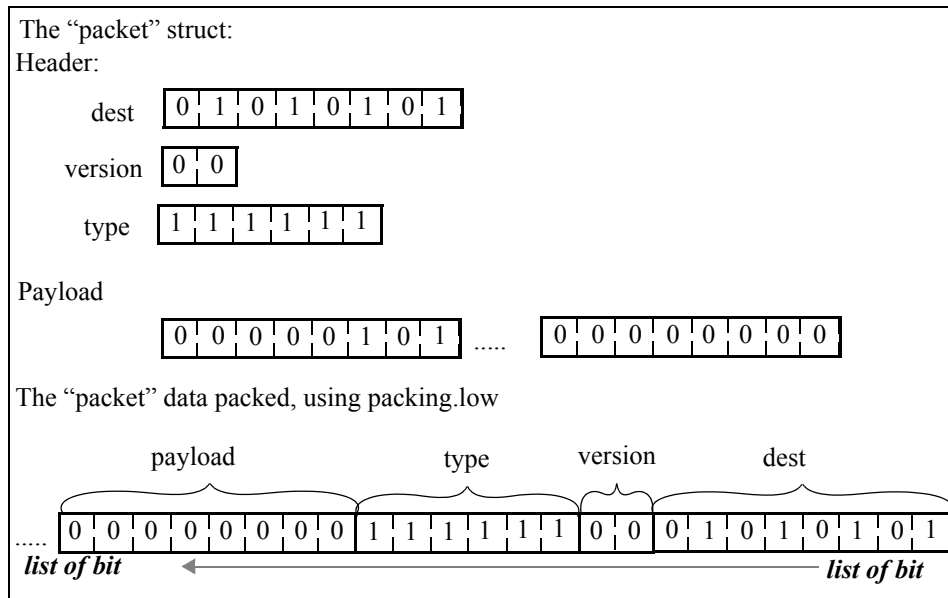 The “packet” struct:
Header:
dest 0 1 0 1 0 1 0 1
version 0 0
type 1 1 1 1 1 1
Payload
0 0 0 0 0 1 0 1 ..... 0 0 0 0 0 0 0 0
The “packet” data packed, using packing.low
payload type version dest
..... 0 0 0 0 0 0 0 0 1 1 1 1 1 1 0 0 0 1 0 1 0 1 0 1
list of bit list of bit